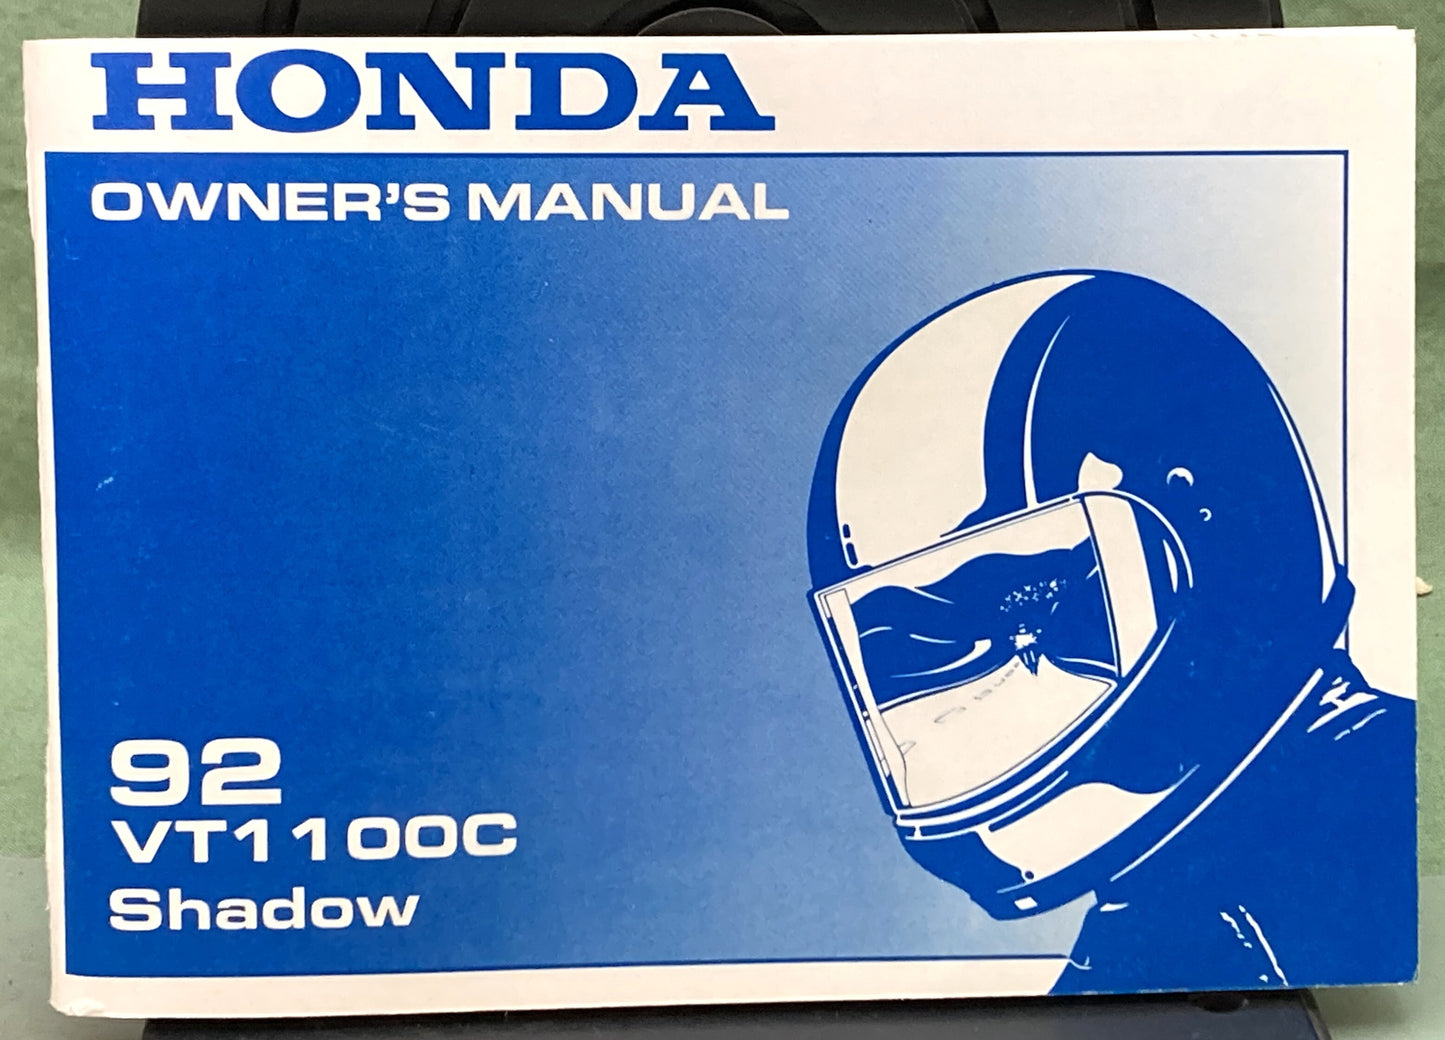 HONDA
OWNER'S MANUAL
92
VT1100C
Shadow